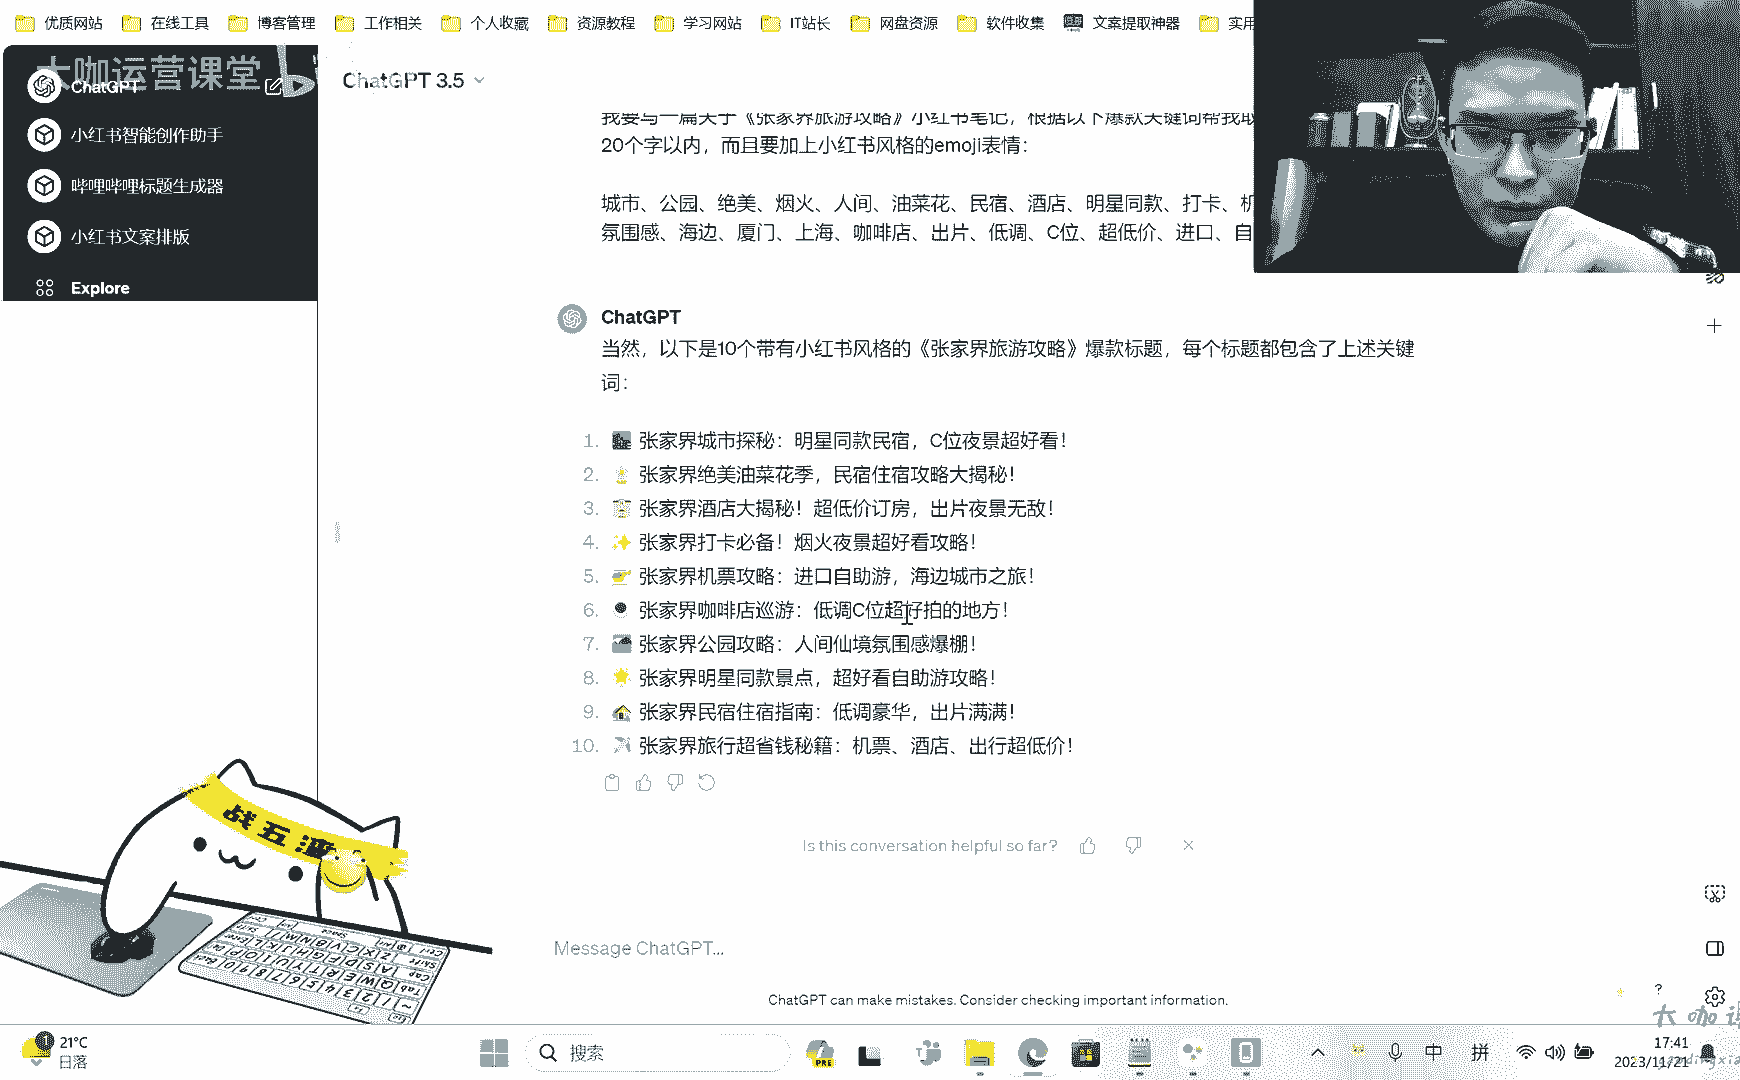 优质网站 在线工具 博客管理 工作相关 个人收藏 资源教程 学习网站 IT站长 网盘资源 软件收集 文案提取神器 实用
大咖运营课堂
ChatGPT
小红书智能创作助手
哔哩哔哩标题生成器
小红书文案排版
Explore
ChatGPT 3.5
我要写一篇关于《张家界旅游攻略》小红书笔记，根据以下爆款关键词帮我取
20个字以内，而且要加上小红书风格的emoji表情：
城市、公园、绝美、烟火、人间、油菜花、民宿、酒店、明星同款、打卡、机
氛围感、海边、厦门、上海、咖啡店、出片、低调、C位、超低价、进口、自
ChatGPT
当然，以下是10个带有小红书风格的《张家界旅游攻略》爆款标题，每个标题都包含了上述关键
词：
1. 张家界城市探秘：明星同款民宿，C位夜景超好看！
2. 张家界绝美油菜花季，民宿住宿攻略大揭秘！
3. 张家界酒店大揭秘！超低价订房，出片夜景无敌！
4. ✨ 张家界打卡必备！烟火夜景超好看攻略！
5. 张家界机票攻略：进口自助游，海边城市之旅！
6. 张家界咖啡店巡游：低调C位超好拍的地方！
7. 张家界公园攻略：人间仙境氛围感爆棚！
8. 🌟 张家界明星同款景点，超好看自助游攻略！
9. 🏠 张家界民宿住宿指南：低调豪华，出片满满！
10. 张家界旅行超省钱秘籍：机票、酒店、出行超低价！
Is this conversation helpful so far?
Message ChatGPT...
ChatGPT can make mistakes. Consider checking important information.
?
战五渣
大咖
21°C
日落
搜索
PRE
中
拼
17:41
2023/11/21